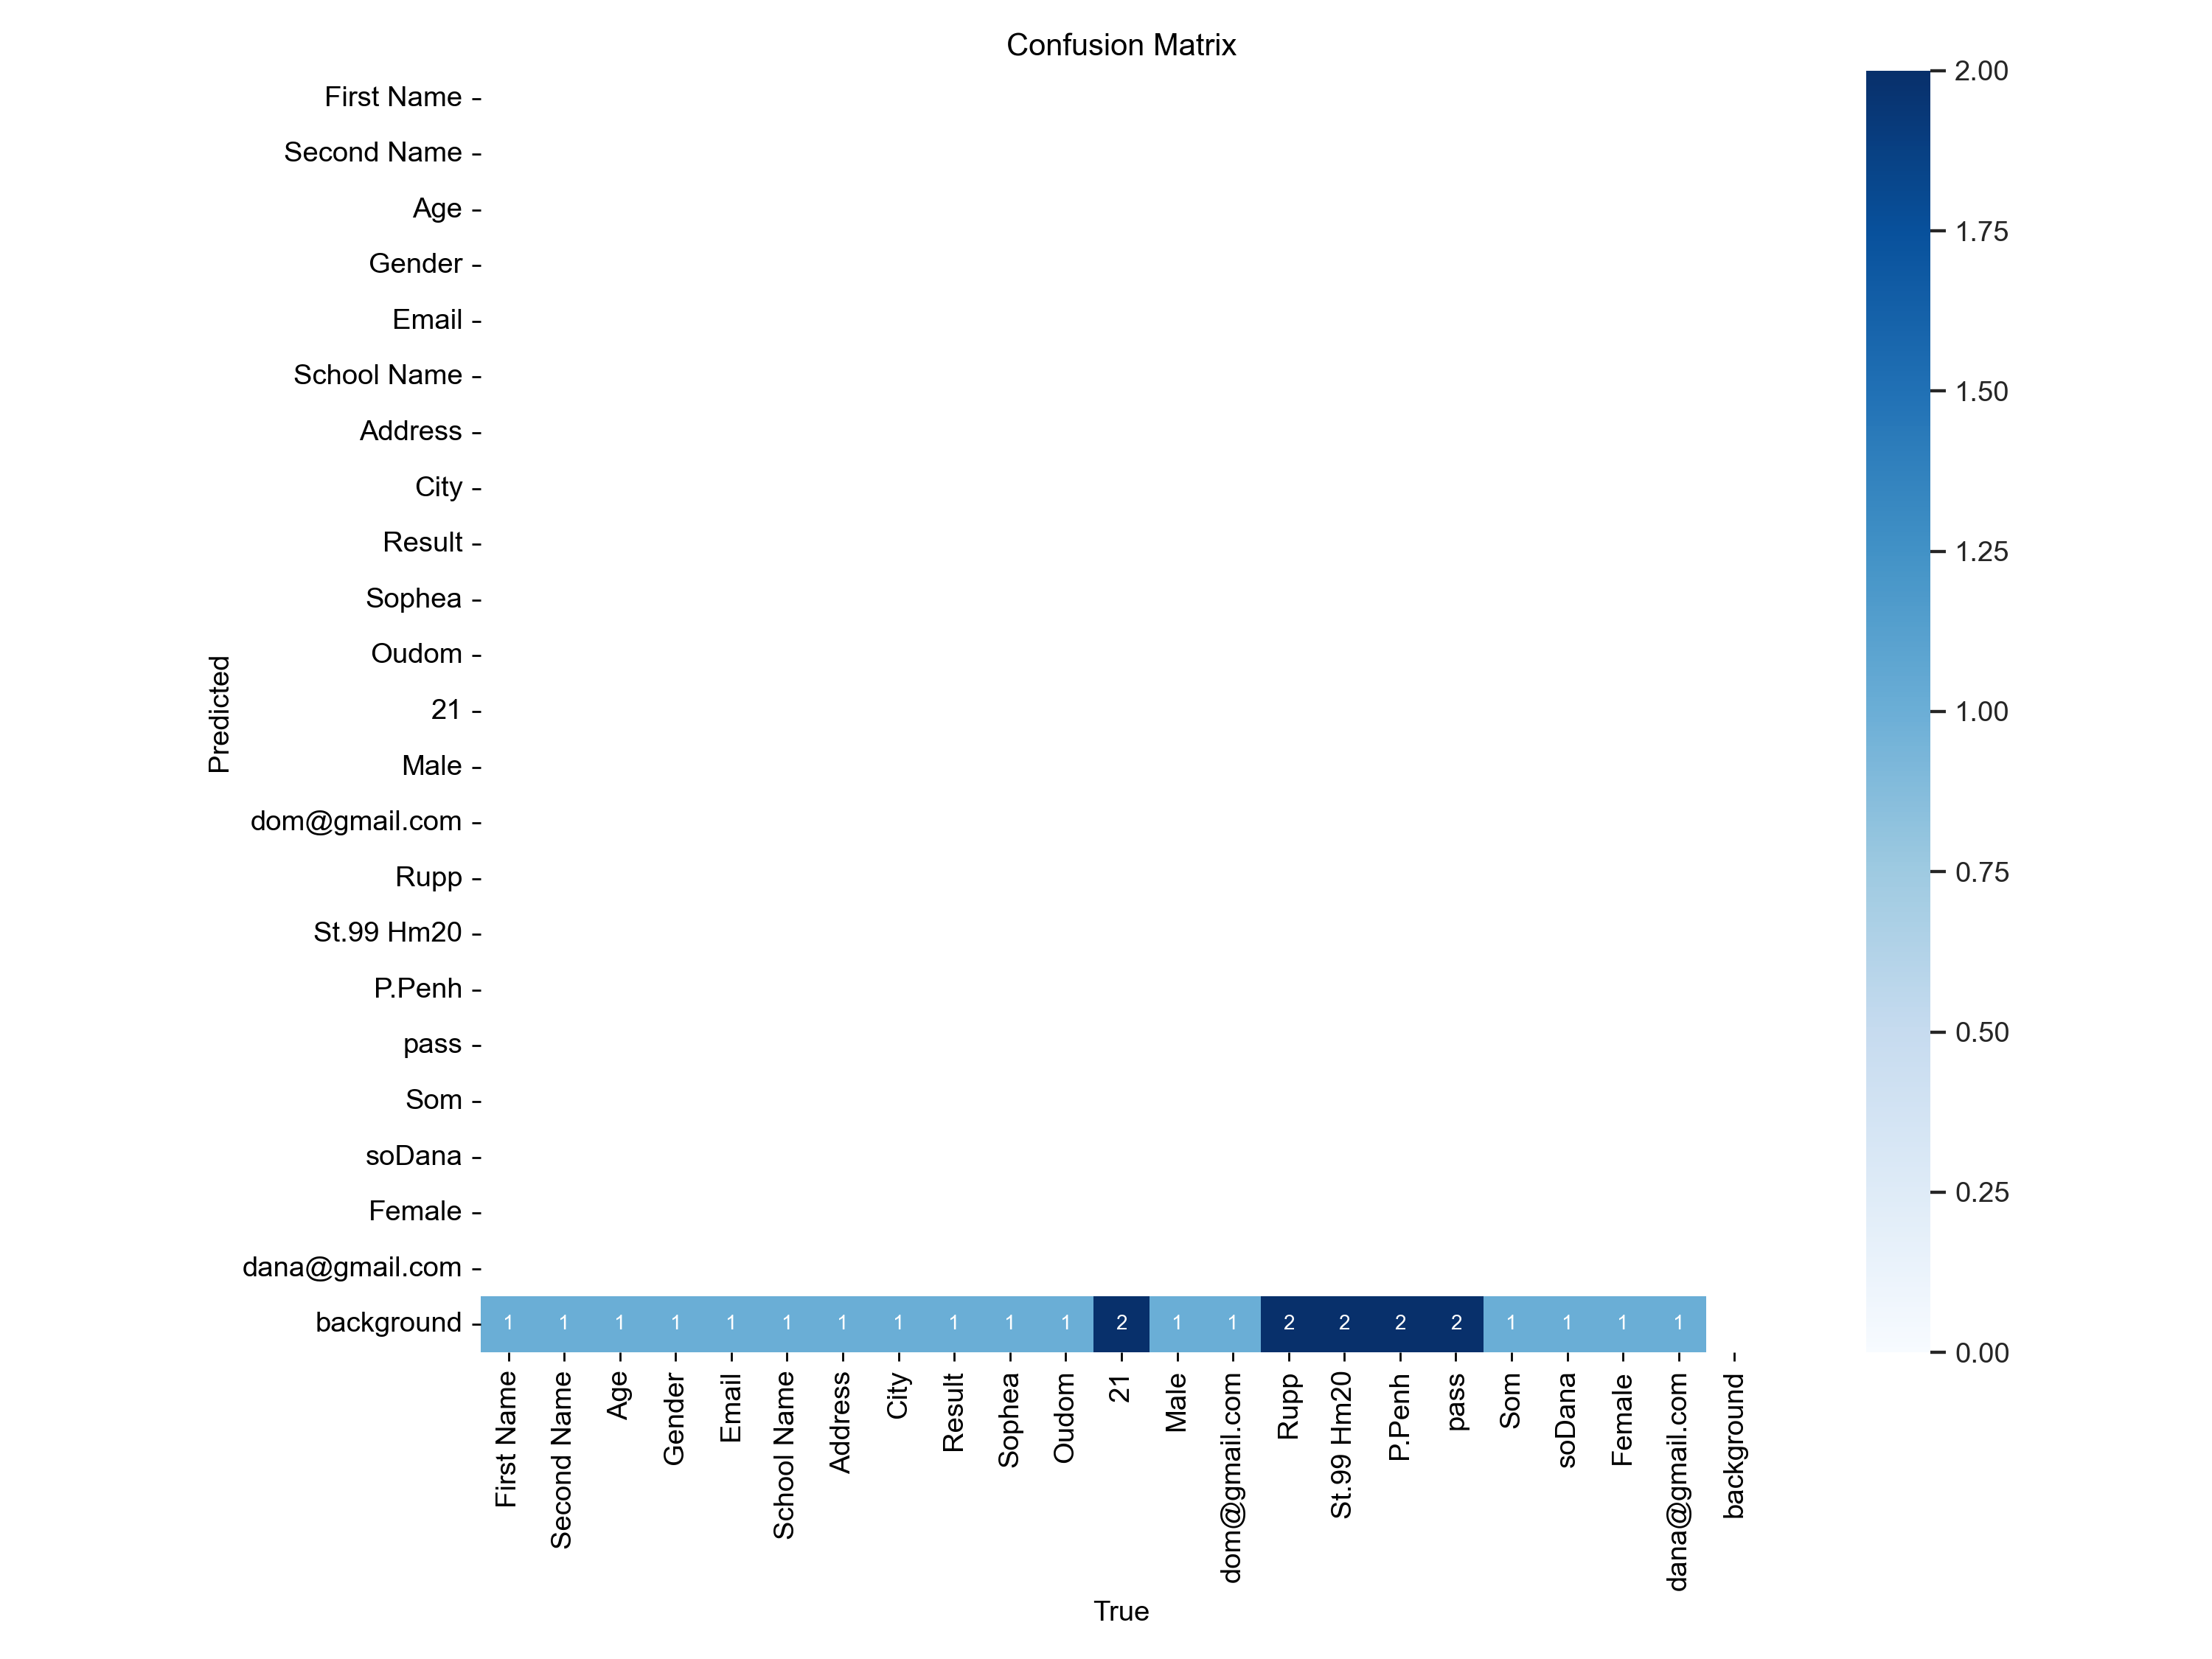 Confusion Matrix
First Name
Second Name
Age
Gender
Email
School Name
Address
City
Result
Sophea
Oudom
21
Male
dom@gmail.com
Rupp
St.99 Hm20
P.Penh
pass
Som
soDana
Female
dana@gmail.com
background
Predicted
1 1 1 1 1 1 1 1 1 1 1 2 1 1 2 2 2 2 1 1 1 1
First Name
Second Name
Age
Gender
Email
School Name
Address
City
Result
Sophea
Oudom
21
Male
dom@gmail.com
Rupp
St.99 Hm20
P.Penh
pass
Som
soDana
Female
dana@gmail.com
background
True
2.00
1.75
1.50
1.25
1.00
0.75
0.50
0.25
0.00